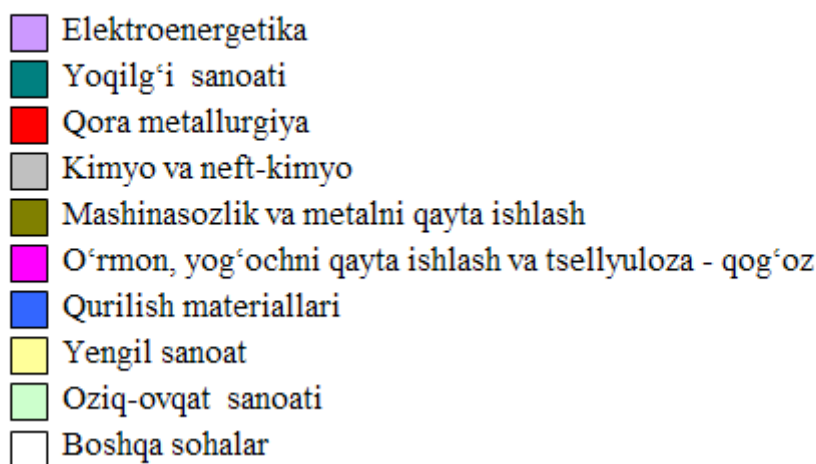 Elektroenergetika
Yoqilg‘i sanoati
Qora metallurgiya
Kimyo va neft-kimyo
Mashinasozlik va metalni qayta ishlash
O‘rmon, yog‘ochni qayta ishlash va tsellyuloza - qog‘oz
Qurilish materiallari
Yengil sanoat
Oziq-ovqat sanoati
Boshqa sohalar